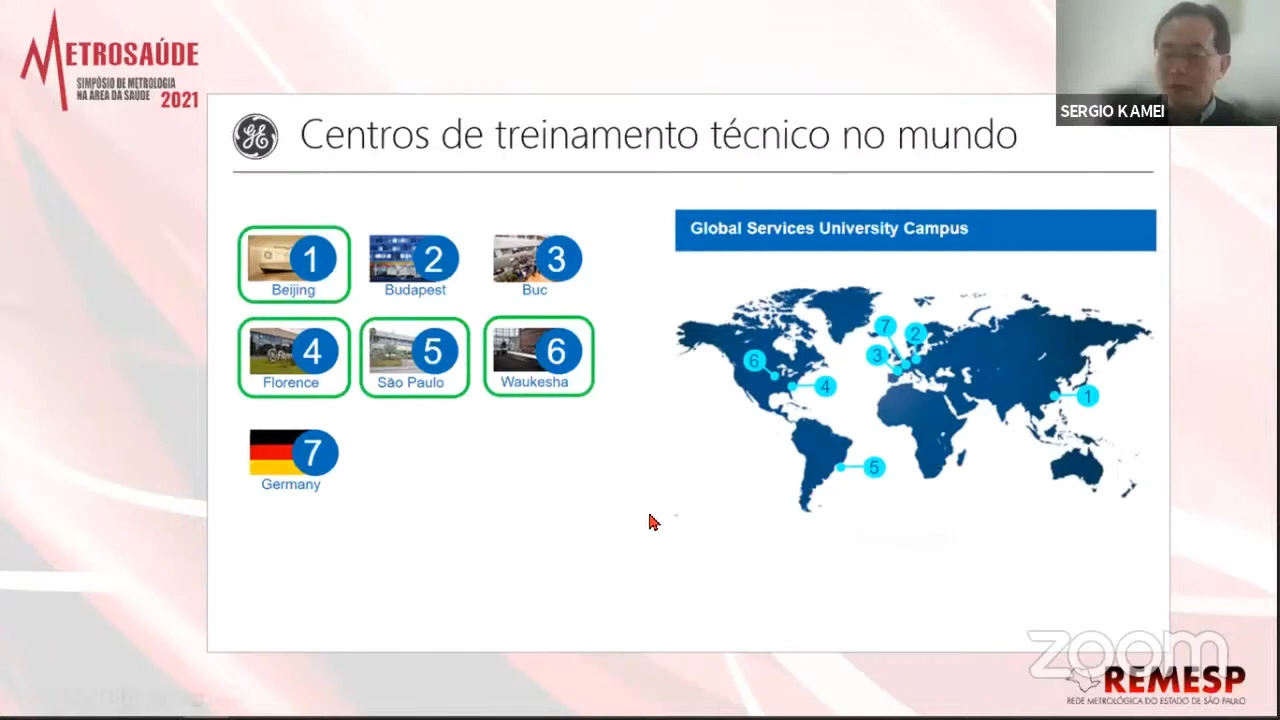 METROSAÚDE
SIMPÓSIO DE METROLOGIA
NA ÁREA DA SAÚDE 2021
SERGIO KAMEI
GE Centros de treinamento técnico no mundo
Global Services University Campus
1
Beijing
2
Budapest
3
Buc
4
Florence
5
São Paulo
6
Waukesha
7
Germany
7
2
3
6
4
1
5
zoom
REMESP
REDE METROLÓGICA DO ESTADO DE SÃO PAULO